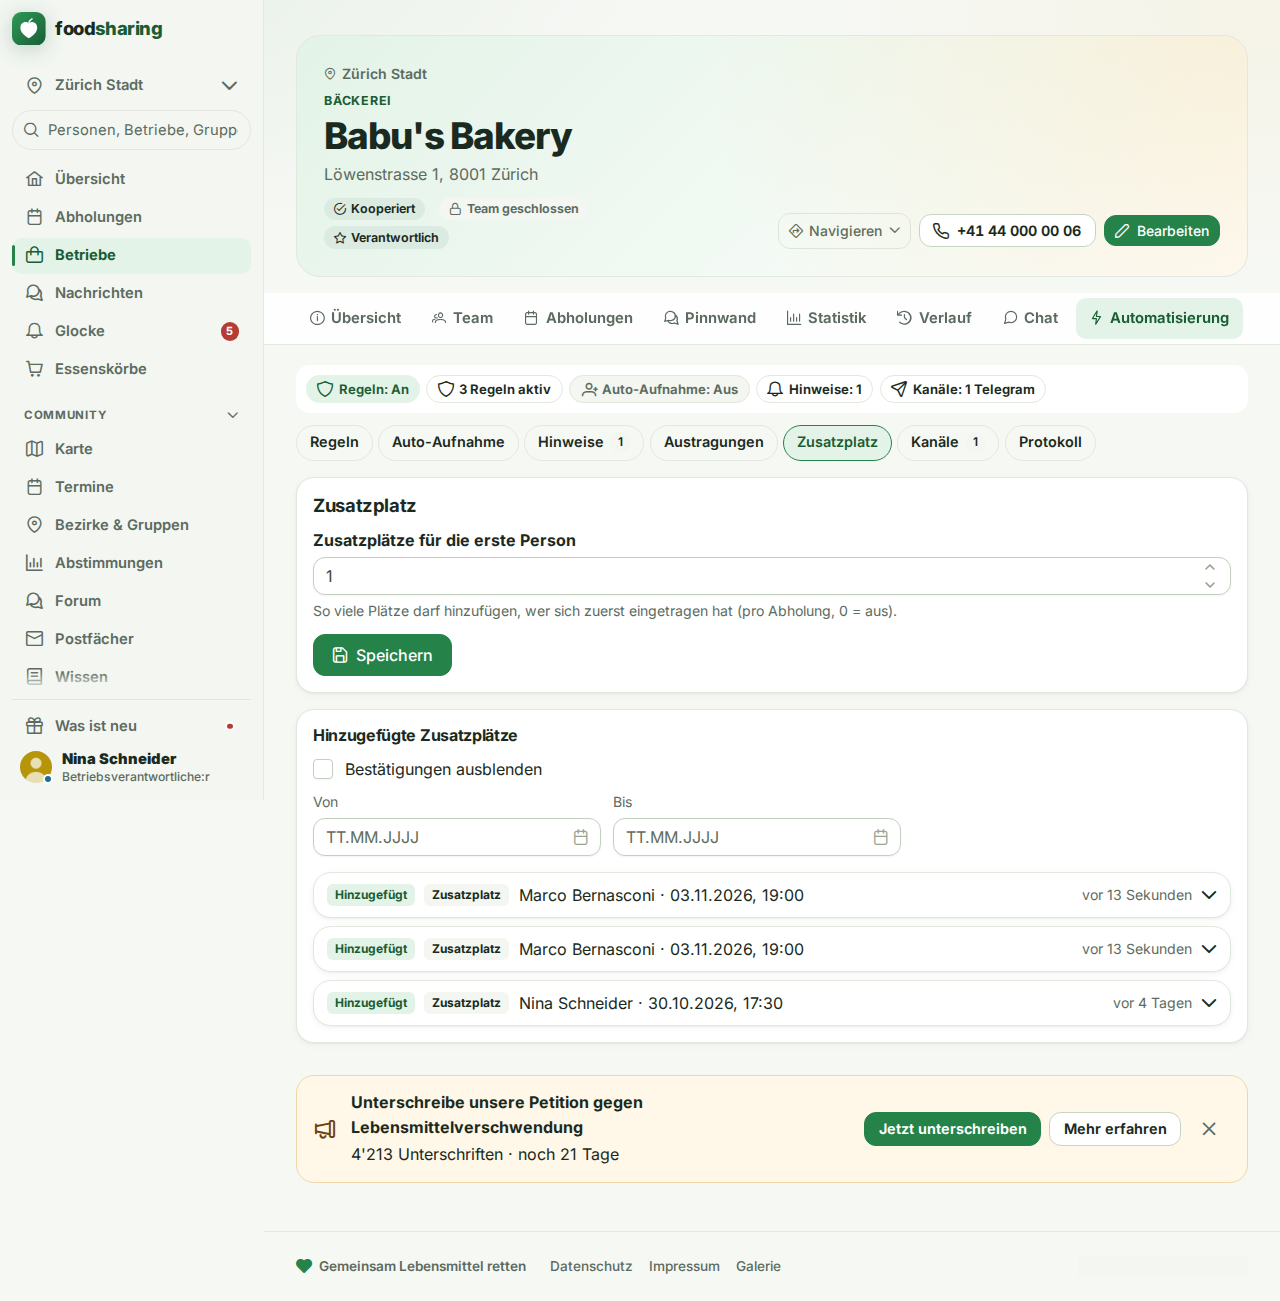 foodsharing
Zürich Stadt
Personen, Betriebe, Grupp
Übersicht
Abholungen
Betriebe
Nachrichten
Glocke 5
Essenskörbe
COMMUNITY
Karte
Termine
Bezirke & Gruppen
Abstimmungen
Forum
Postfächer
Wissen
Was ist neu
Nina Schneider
Betriebsverantwortliche:r
Zürich Stadt
BÄCKEREI
Babu's Bakery
Löwenstrasse 1, 8001 Zürich
Kooperiert Team geschlossen
Verantwortlich
Navigieren +41 44 000 00 06 Bearbeiten
Übersicht Team Abholungen Pinnwand Statistik Verlauf Chat Automatisierung
Regeln: An 3 Regeln aktiv Auto-Aufnahme: Aus Hinweise: 1 Kanäle: 1 Telegram
Regeln Auto-Aufnahme Hinweise 1 Austragungen Zusatzplatz Kanäle 1 Protokoll
Zusatzplatz
Zusatzplätze für die erste Person
1
So viele Plätze darf hinzufügen, wer sich zuerst eingetragen hat (pro Abholung, 0 = aus).
Speichern
Hinzugefügte Zusatzplätze
Bestätigungen ausblenden
Von Bis
TT.MM.JJJJ TT.MM.JJJJ
Hinzugefügt Zusatzplatz Marco Bernasconi · 03.11.2026, 19:00 vor 13 Sekunden
Hinzugefügt Zusatzplatz Marco Bernasconi · 03.11.2026, 19:00 vor 13 Sekunden
Hinzugefügt Zusatzplatz Nina Schneider · 30.10.2026, 17:30 vor 4 Tagen
Unterschreibe unsere Petition gegen
Lebensmittelverschwendung
4'213 Unterschriften · noch 21 Tage
Jetzt unterschreiben Mehr erfahren
Gemeinsam Lebensmittel retten Datenschutz Impressum Galerie